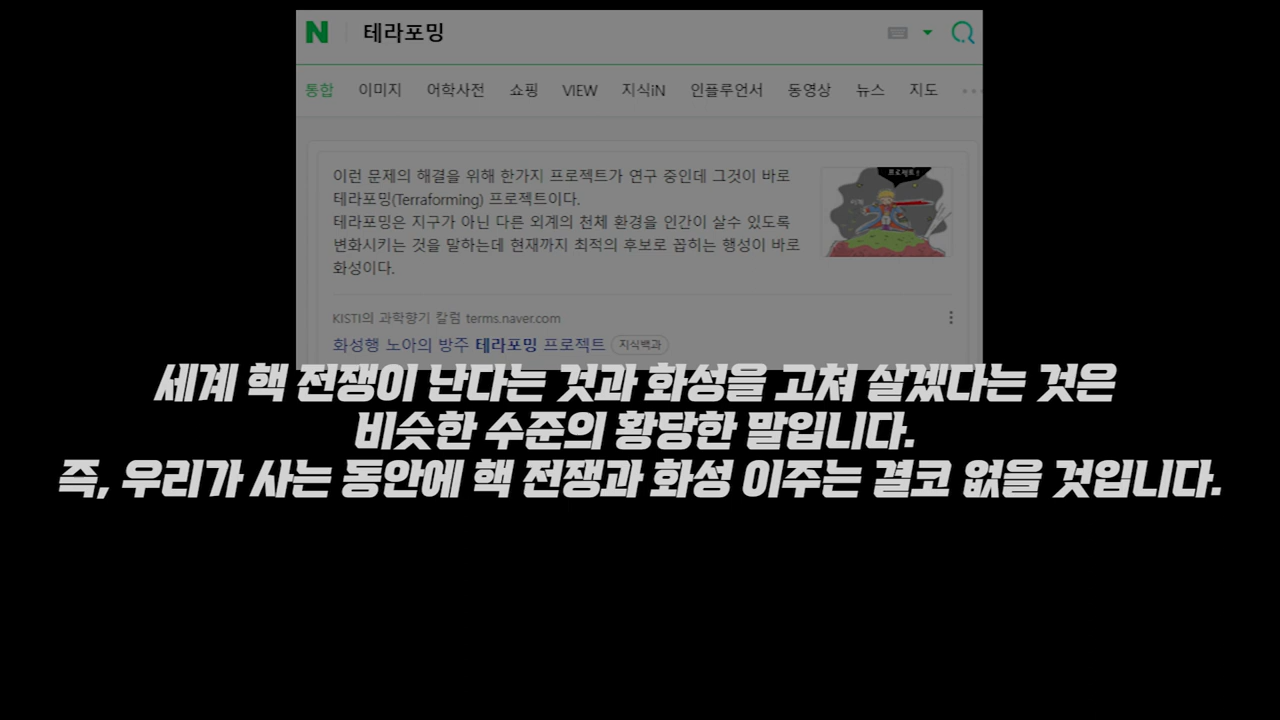 N 테라포밍
통합 이미지 어학사전 쇼핑 VIEW 지식iN 인플루언서 동영상 뉴스 지도
이런 문제의 해결을 위해 한가지 프로젝트가 연구 중인데 그것이 바로
테라포밍(Terraforming) 프로젝트이다.
테라포밍은 지구가 아닌 다른 외계의 천체 환경을 인간이 살수 있도록
변화시키는 것을 말하는데 현재까지 최적의 후보로 꼽히는 행성이 바로
화성이다.
프로젝트!
KISTI의 과학향기 칼럼 terms.naver.com
화성행 노아의 방주 테라포밍 프로젝트 지식백과
세계 핵 전쟁이 난다는 것과 화성을 고쳐 살겠다는 것은
비슷한 수준의 황당한 말입니다.
즉, 우리가 사는 동안에 핵 전쟁과 화성 이주는 결코 없을 것입니다.